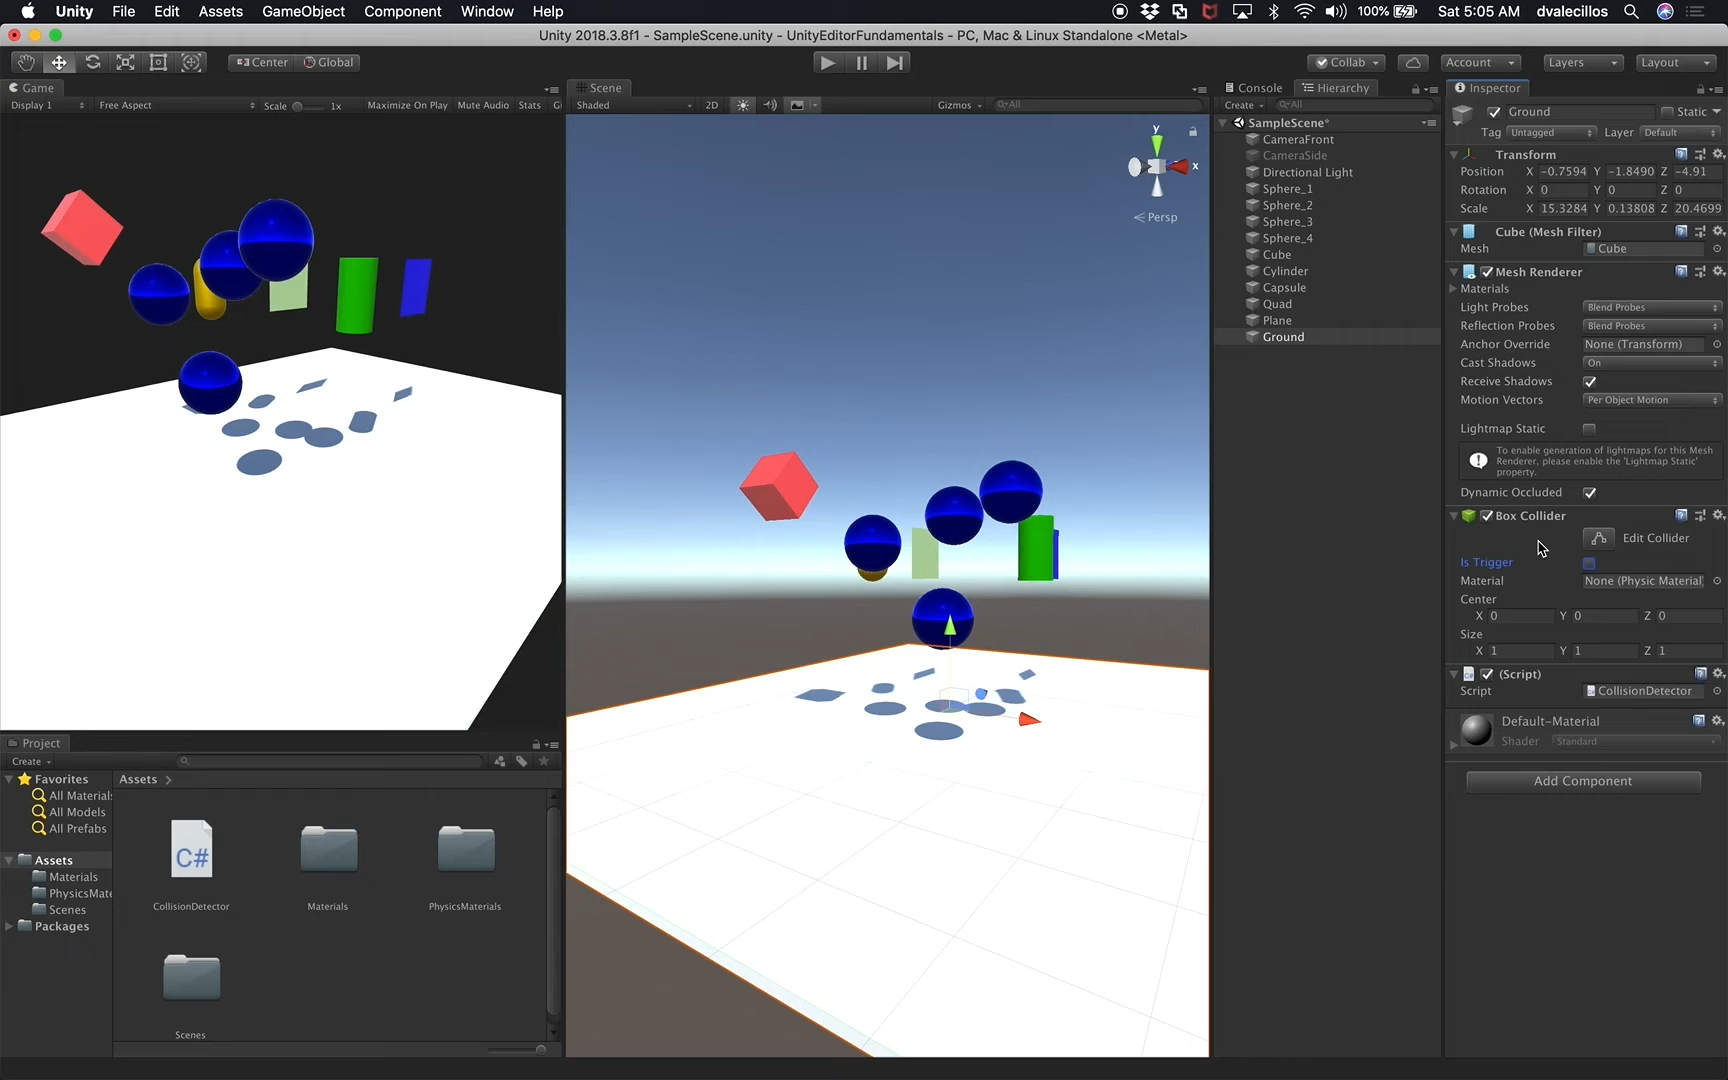 Unity File Edit Assets GameObject Component Window Help 100% Sat 5:05 AM dvalecillos
Unity 2018.3.8f1 - SampleScene.unity - UnityEditorFundamentals - PC, Mac & Linux Standalone <Metal>
Center Global Collab Account Layers Layout
Game
Display 1 Free Aspect Scale 1x Maximize On Play Mute Audio Stats Gi
Scene
Shaded 2D Gizmos All
y
x
Persp
Console Hierarchy
Create All
SampleScene*
CameraFront
CameraSide
Directional Light
Sphere_1
Sphere_2
Sphere_3
Sphere_4
Cube
Cylinder
Capsule
Quad
Plane
Ground
Inspector
Ground Static
Tag Untagged Layer Default
Transform
Position X -0.7594 Y -1.8490 Z -4.91
Rotation X 0 Y 0 Z 0
Scale X 15.3284 Y 0.13808 Z 20.4699
Cube (Mesh Filter)
Mesh Cube
Mesh Renderer
Materials
Light Probes Blend Probes
Reflection Probes Blend Probes
Anchor Override None (Transform)
Cast Shadows On
Receive Shadows
Motion Vectors Per Object Motion
Lightmap Static
To enable generation of lightmaps for this Mesh
Renderer, please enable the 'Lightmap Static'
property.
Dynamic Occluded
Box Collider
Edit Collider
Is Trigger
Material None (Physic Material)
Center
X 0 Y 0 Z 0
Size
X 1 Y 1 Z 1
(Script)
Script CollisionDetector
Default-Material
Shader Standard
Add Component
Project
Create
Favorites
All Materials
All Models
All Prefabs
Assets
Materials
PhysicsMate
Scenes
Packages
Assets
C#
CollisionDetector
Materials
PhysicsMaterials
Scenes